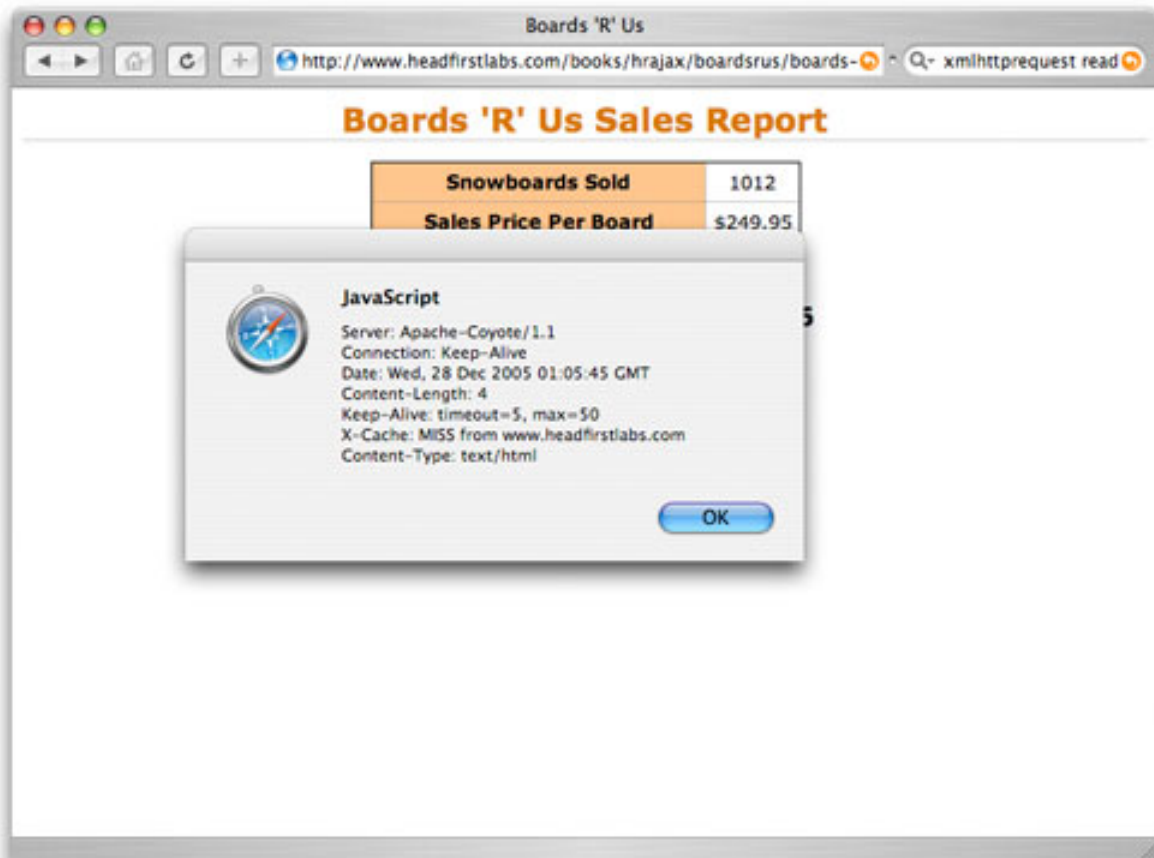 Boards 'R' Us
http://www.headfirstlabs.com/books/hrajax/boardsrus/boards-
xmlhttprequest read
Boards 'R' Us Sales Report
Snowboards Sold 1012
Sales Price Per Board $249.95
JavaScript
Server: Apache-Coyote/1.1
Connection: Keep-Alive
Date: Wed, 28 Dec 2005 01:05:45 GMT
Content-Length: 4
Keep-Alive: timeout=5, max=50
X-Cache: MISS from www.headfirstlabs.com
Content-Type: text/html
OK